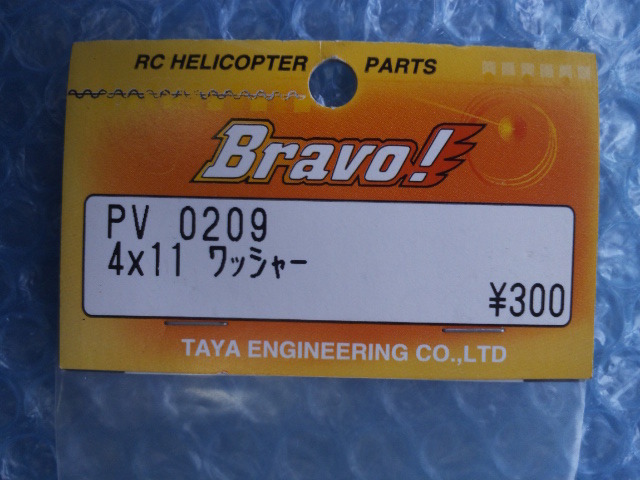 RC HELICOPTER PARTS
Bravo!
PV 0209
4x11 ワッシャー
¥300
TAYA ENGINEERING CO.,LTD